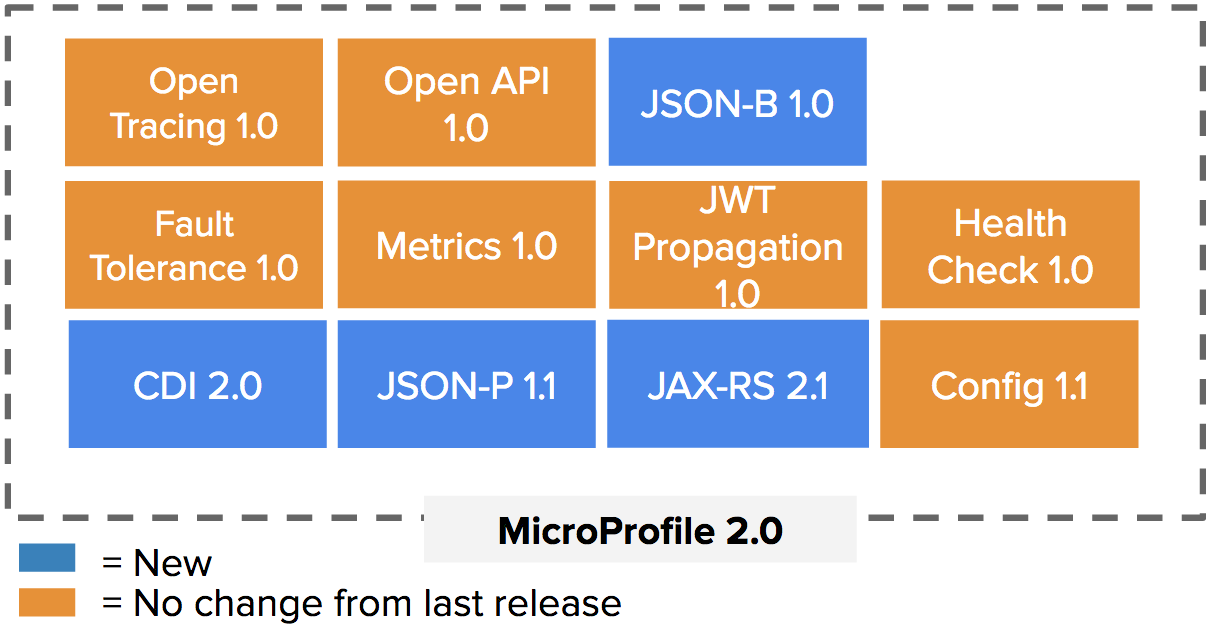 Open
Tracing 1.0
Open API
1.0
JSON-B 1.0
Fault
Tolerance 1.0
Metrics 1.0
JWT
Propagation
1.0
Health
Check 1.0
CDI 2.0
JSON-P 1.1
JAX-RS 2.1
Config 1.1
MicroProfile 2.0
= New
= No change from last release